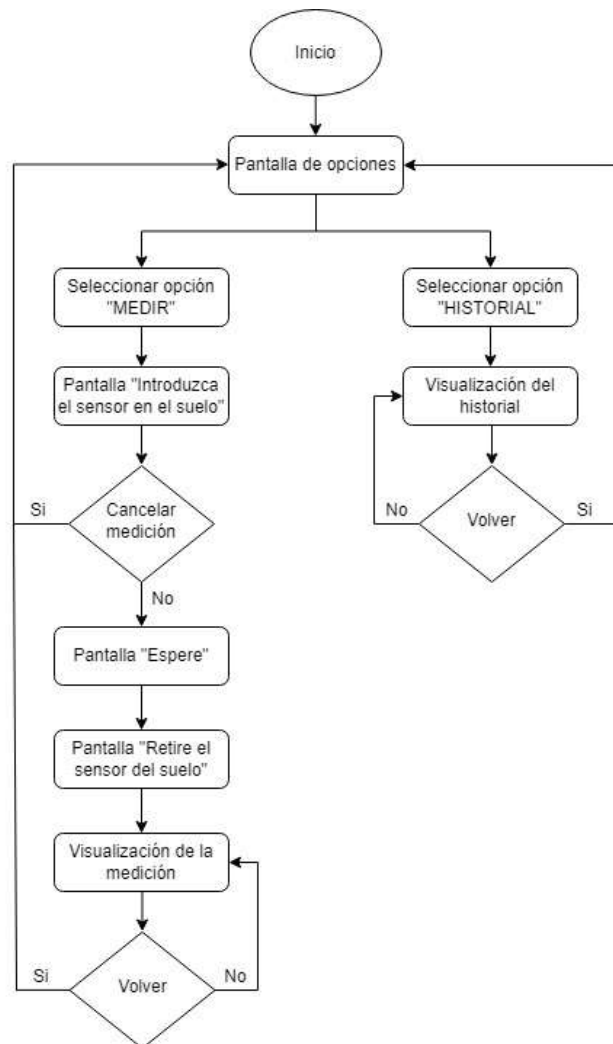 Inicio
Pantalla de opciones
Seleccionar opción
"MEDIR"
Seleccionar opción
"HISTORIAL"
Pantalla "Introduzca
el sensor en el suelo"
Visualización del
historial
Si
Cancelar
medición
No
Volver
Si
No
Pantalla "Espere"
Pantalla "Retire el
sensor del suelo"
Visualización de la
medición
Si
Volver
No